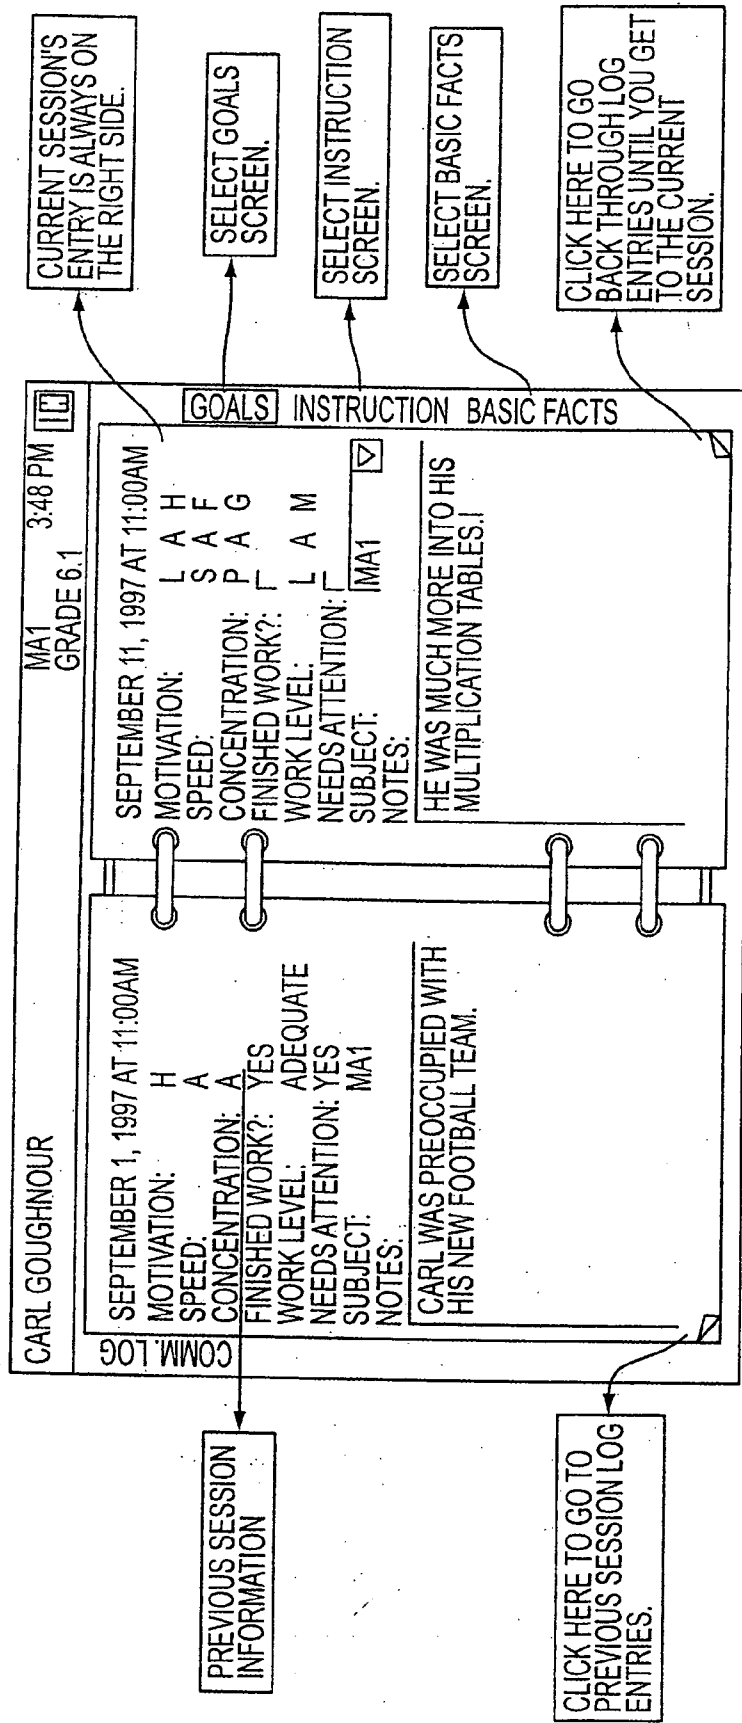 CARL GOUGHNOUR
MA1 3:48 PM
GRADE 6.1
COMM. LOG
SEPTEMBER 1, 1997 AT 11:00AM
MOTIVATION: H
SPEED: A
CONCENTRATION: A
FINISHED WORK?: YES
WORK LEVEL: ADEQUATE
NEEDS ATTENTION: YES
SUBJECT: MA1
NOTES:
CARL WAS PREOCCUPIED WITH
HIS NEW FOOTBALL TEAM.
SEPTEMBER 11, 1997 AT 11:00AM
MOTIVATION: L A H
SPEED: S A F
CONCENTRATION: P A G
FINISHED WORK?:
WORK LEVEL: L A M
NEEDS ATTENTION:
SUBJECT: MA1
NOTES:
HE WAS MUCH MORE INTO HIS
MULTIPLICATION TABLES.
GOALS INSTRUCTION BASIC FACTS
PREVIOUS SESSION
INFORMATION
CLICK HERE TO GO TO
PREVIOUS SESSION LOG
ENTRIES.
CURRENT SESSION'S
ENTRY IS ALWAYS ON
THE RIGHT SIDE.
SELECT GOALS
SCREEN.
SELECT INSTRUCTION
SCREEN.
SELECT BASIC FACTS
SCREEN.
CLICK HERE TO GO
BACK THROUGH LOG
ENTRIES UNTIL YOU GET
TO THE CURRENT
SESSION.